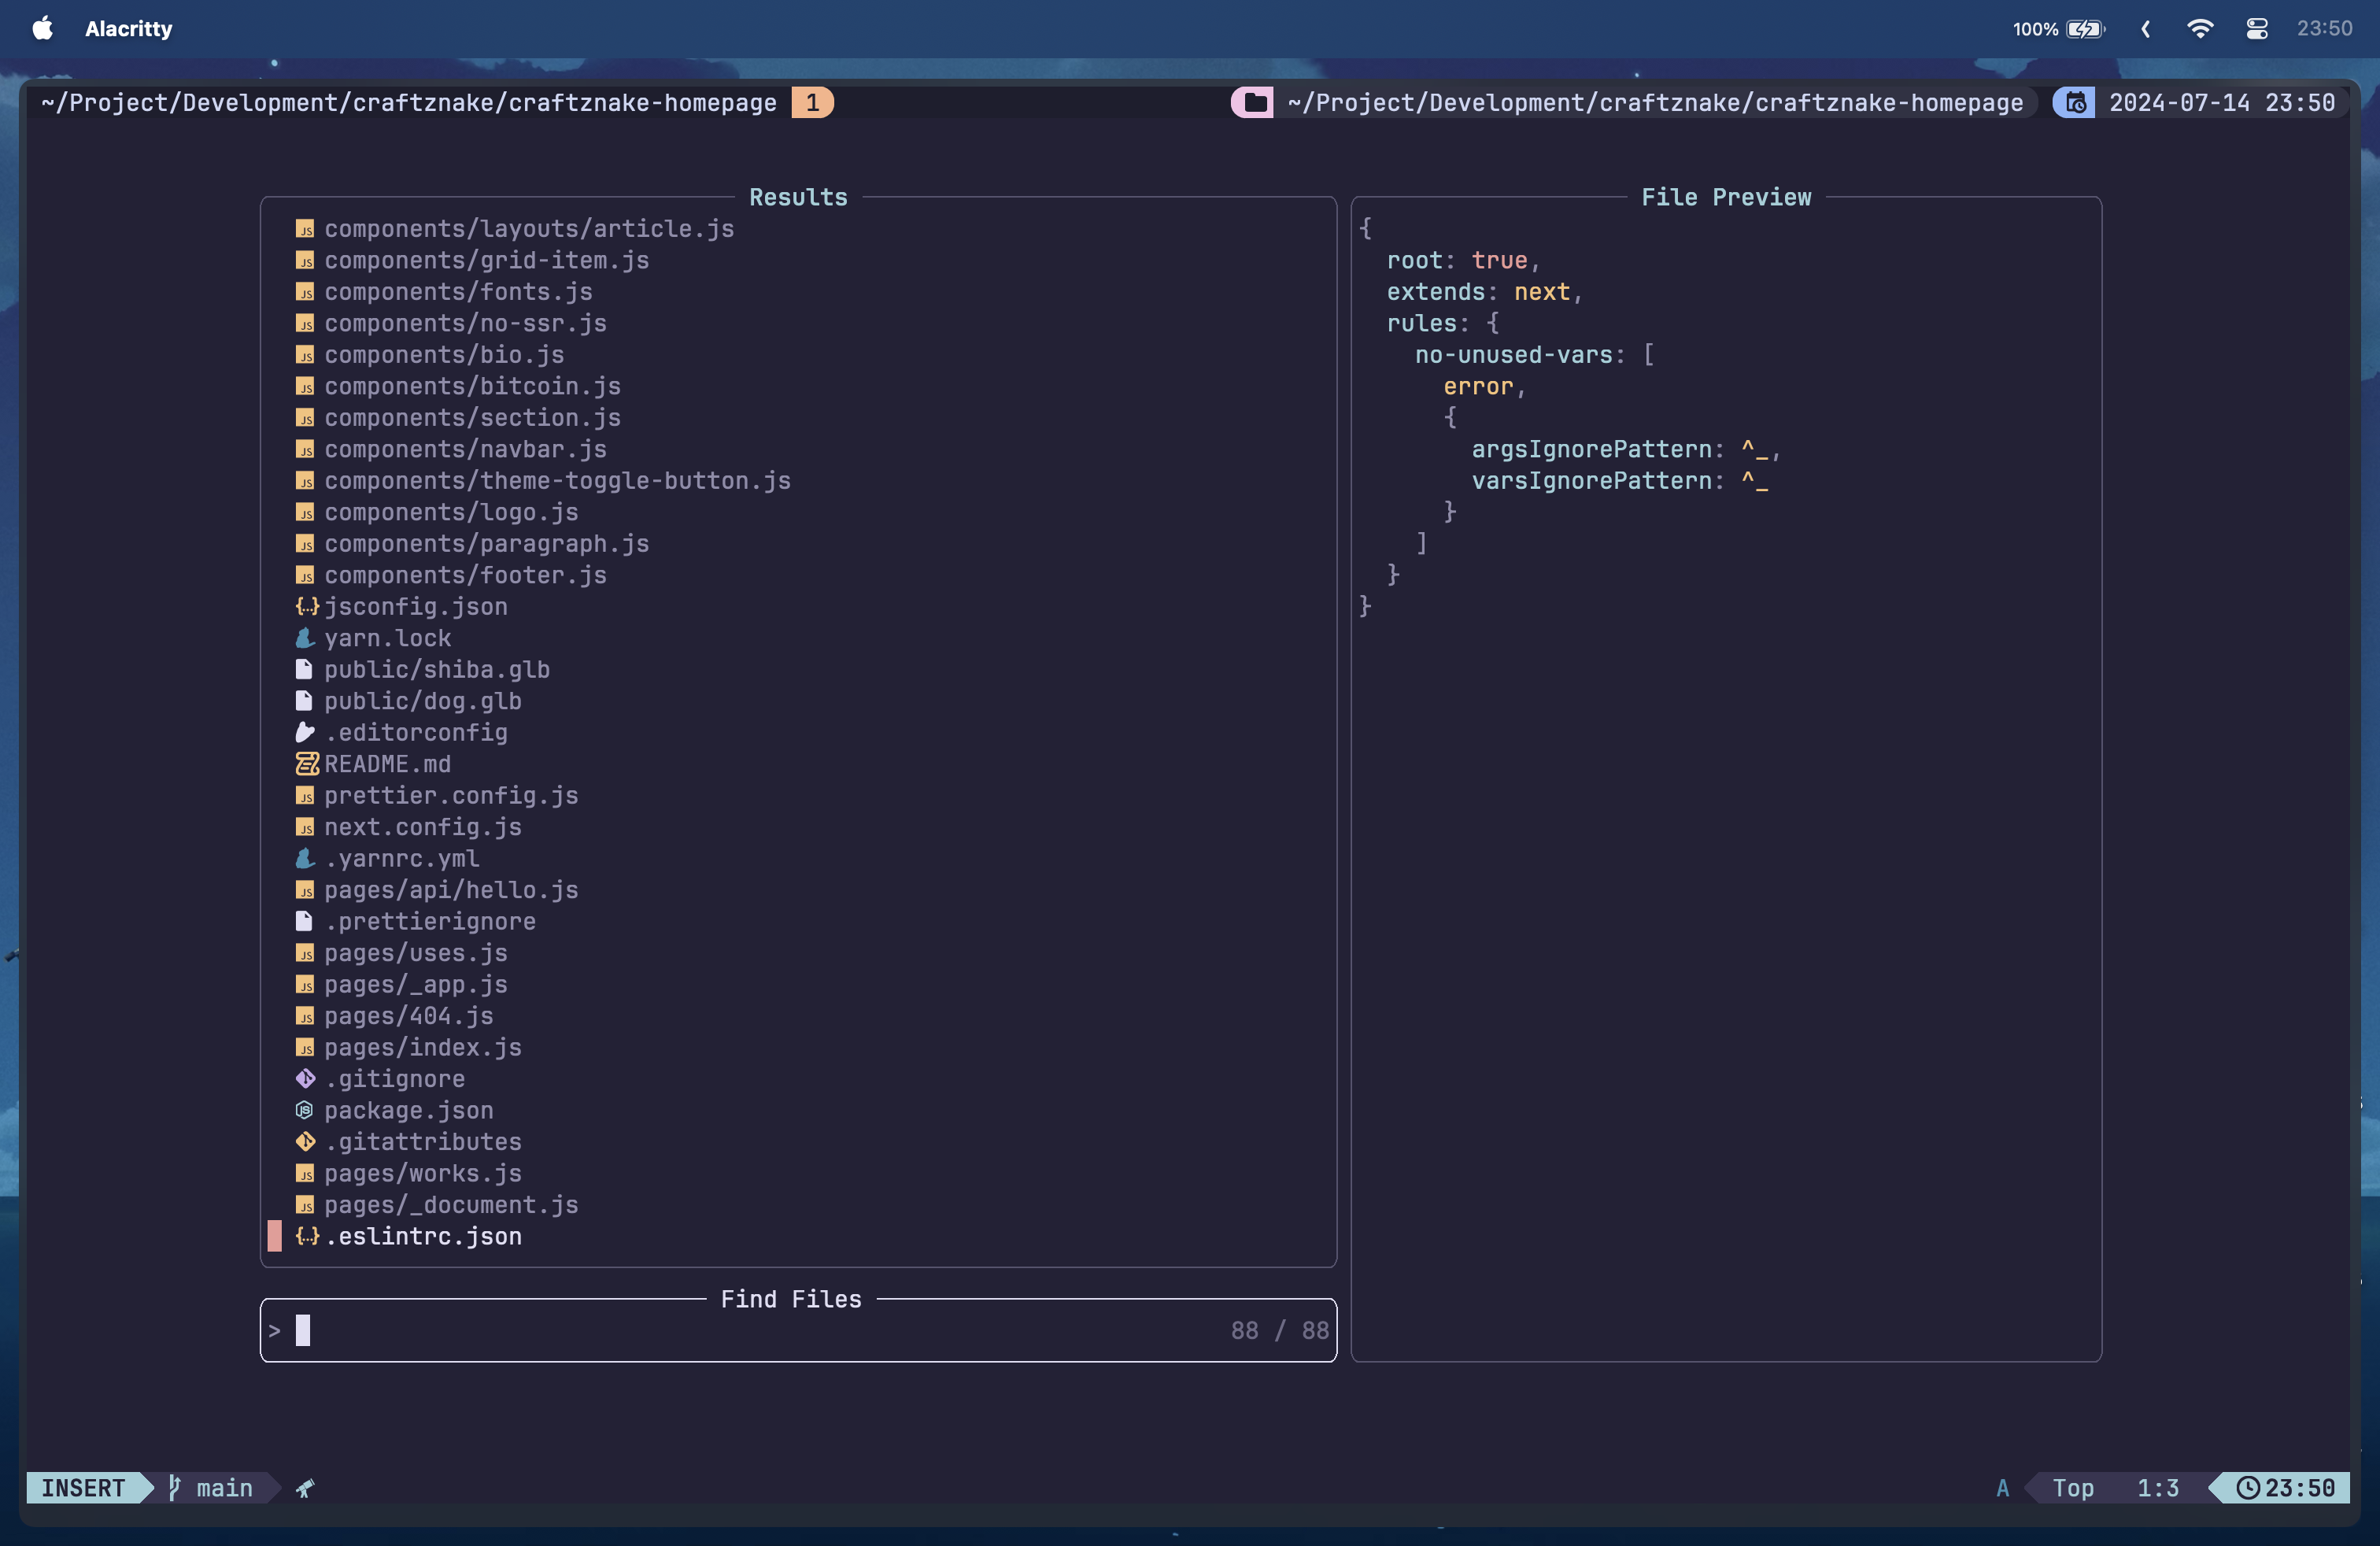 Alacritty
100%
23:50
~/Project/Development/craftznake/craftznake-homepage 1
~/Project/Development/craftznake/craftznake-homepage
2024-07-14 23:50
Results
components/layouts/article.js
components/grid-item.js
components/fonts.js
components/no-ssr.js
components/bio.js
components/bitcoin.js
components/section.js
components/navbar.js
components/theme-toggle-button.js
components/logo.js
components/paragraph.js
components/footer.js
jsconfig.json
yarn.lock
public/shiba.glb
public/dog.glb
.editorconfig
README.md
prettier.config.js
next.config.js
.yarnrc.yml
pages/api/hello.js
.prettierignore
pages/uses.js
pages/_app.js
pages/404.js
pages/index.js
.gitignore
package.json
.gitattributes
pages/works.js
pages/_document.js
.eslintrc.json
Find Files
> 88 / 88
File Preview
{
  root: true,
  extends: next,
  rules: {
    no-unused-vars: [
      error,
      {
        argsIgnorePattern: ^_,
        varsIgnorePattern: ^_
      }
    ]
  }
}
INSERT main
A Top 1:3 23:50